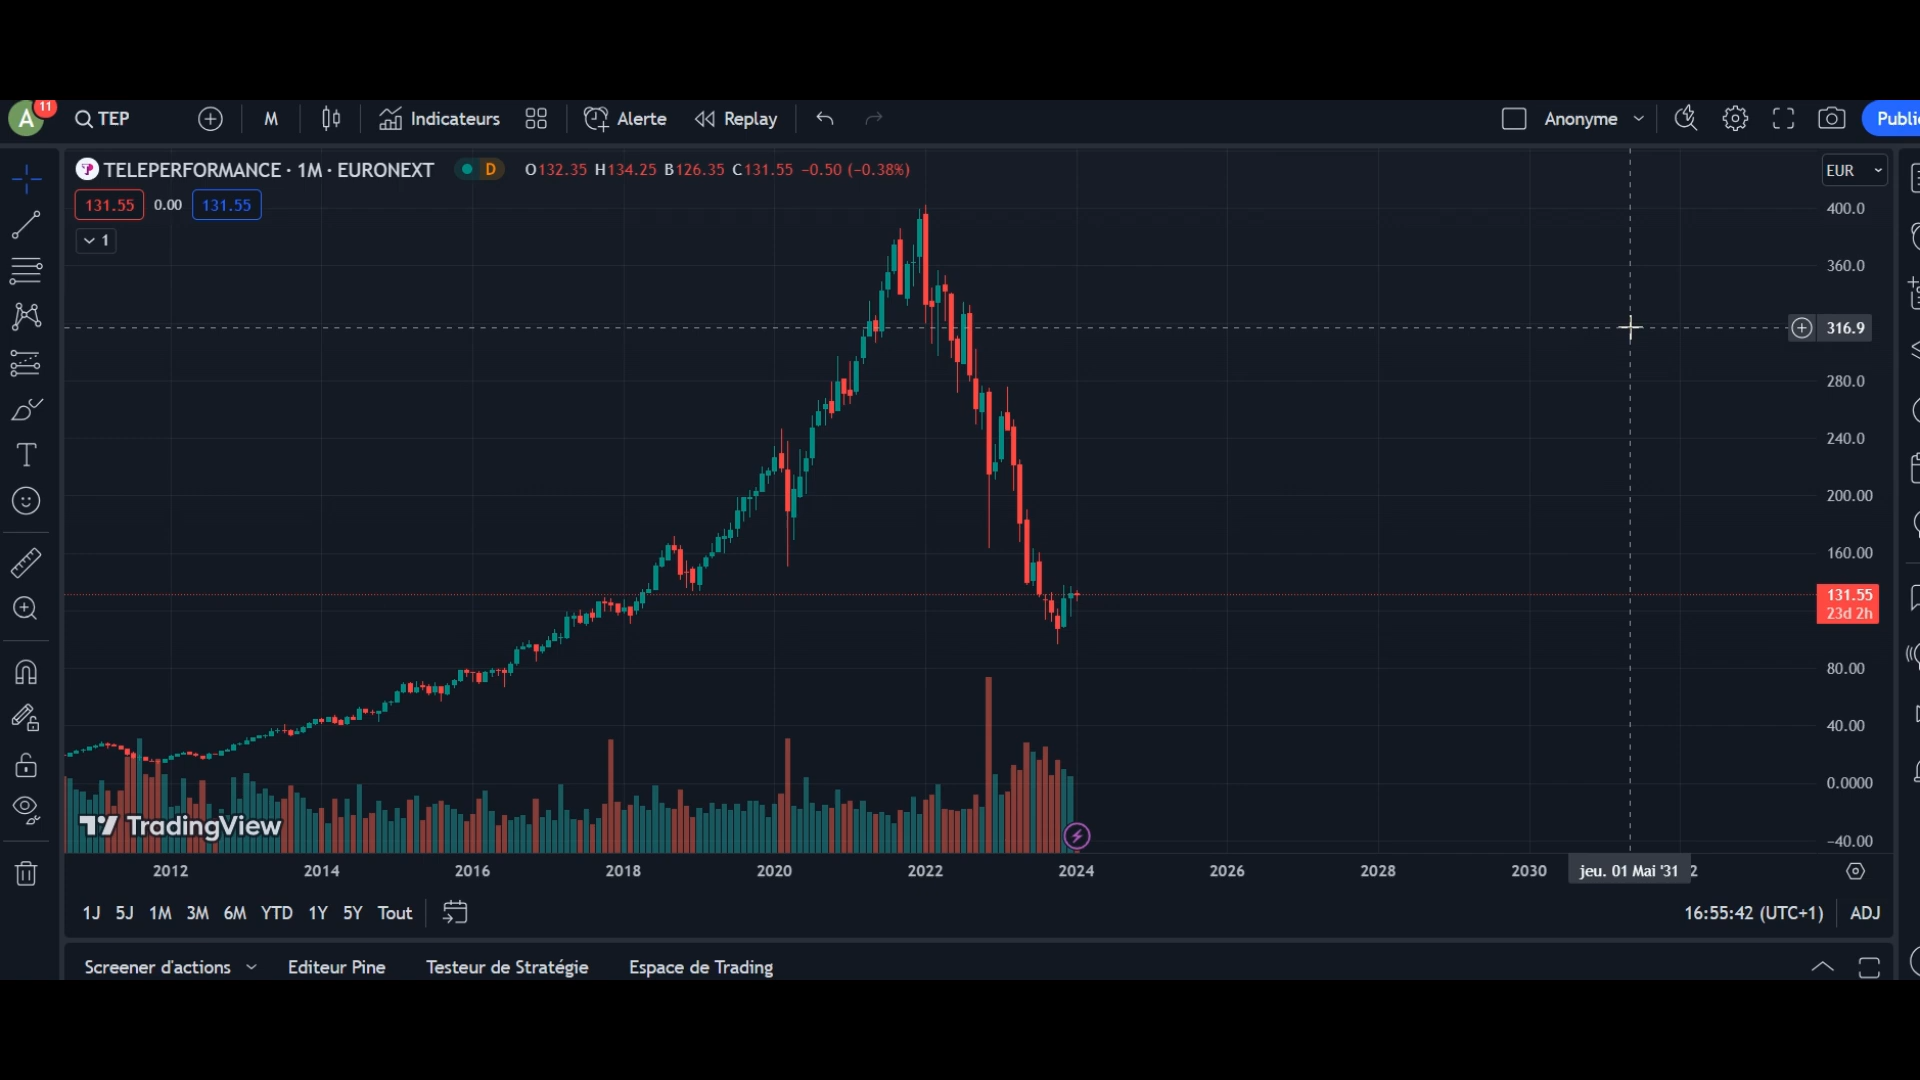 A 11 TEP M Indicateurs Alerte Replay Anonyme Public
TELEPERFORMANCE · 1M · EURONEXT D O132.35 H134.25 B126.35 C131.55 −0.50 (−0.38%) EUR
131.55 0.00 131.55
1
400.0
360.0
316.9
280.0
240.0
200.00
160.00
131.55
23d 2h
80.00
40.00
0.0000
−40.00
TradingView
2012 2014 2016 2018 2020 2022 2024 2026 2028 2030 jeu. 01 Mai '31 2
1J 5J 1M 3M 6M YTD 1Y 5Y Tout 16:55:42 (UTC+1) ADJ
Screener d'actions Editeur Pine Testeur de Stratégie Espace de Trading